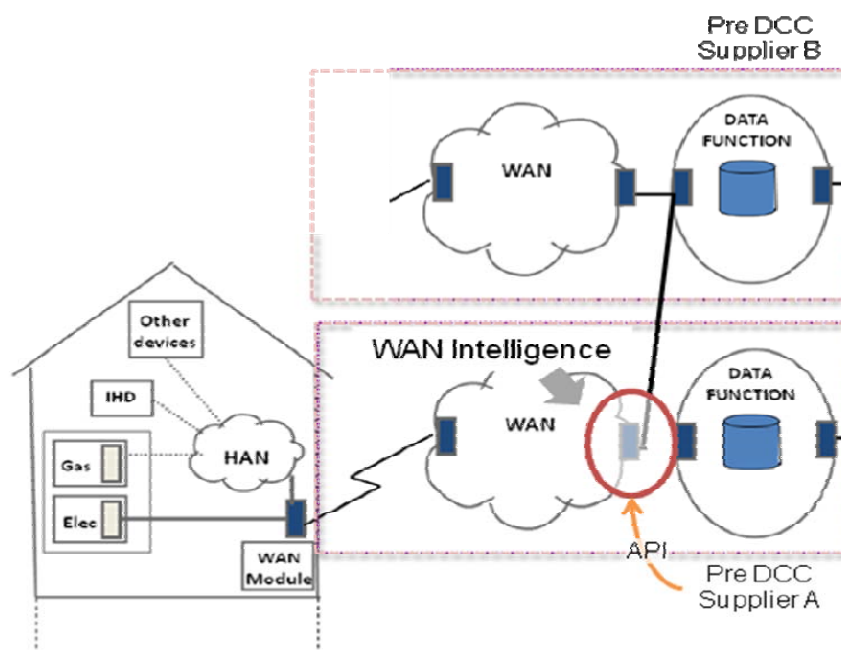 Pre DCC
Supplier B
DATA
FUNCTION
WAN
Other
devices
WAN Intelligence
DATA
FUNCTION
IHD
WAN
HAN
Gas
Elec
WAN
Module
API
Pre DCC
Supplier A